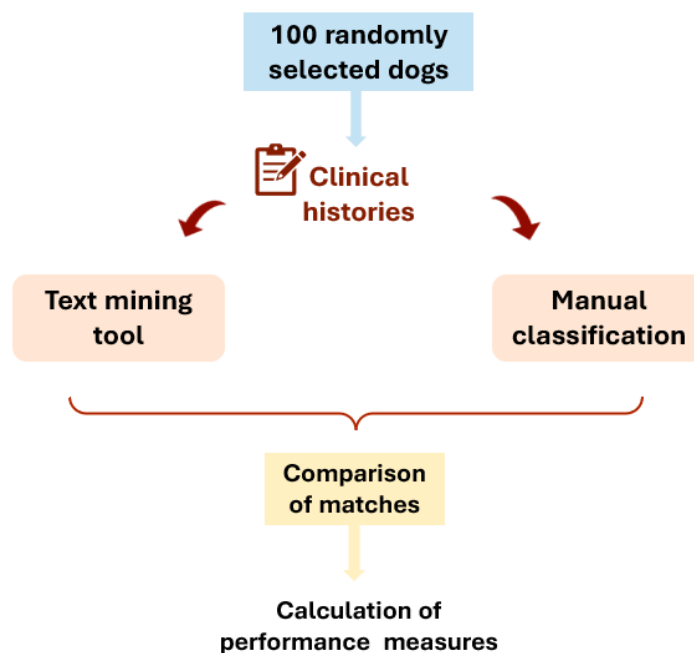 100 randomly
selected dogs
Clinical
histories
Text mining
tool
Manual
classification
Comparison
of matches
Calculation of
performance measures